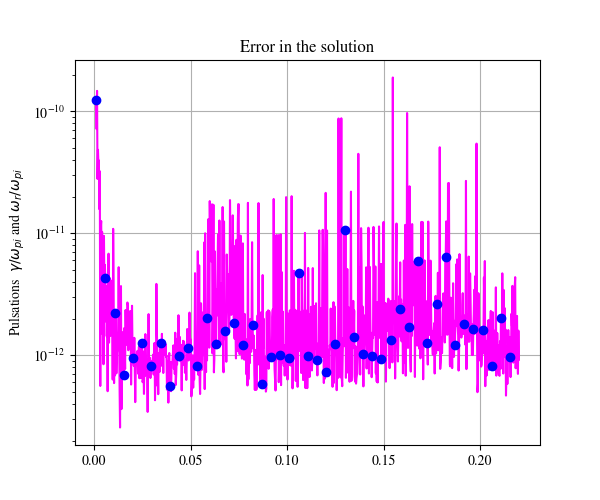 Error in the solution
Pulsations γ/ω_{pi} and ω_r/ω_{pi}
10^{-10}
10^{-11}
10^{-12}
0.00 0.05 0.10 0.15 0.20